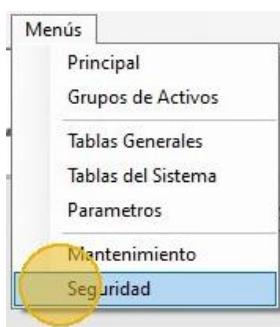 Menús
Principal
Grupos de Activos
Tablas Generales
Tablas del Sistema
Parametros
Mantenimiento
Seguridad